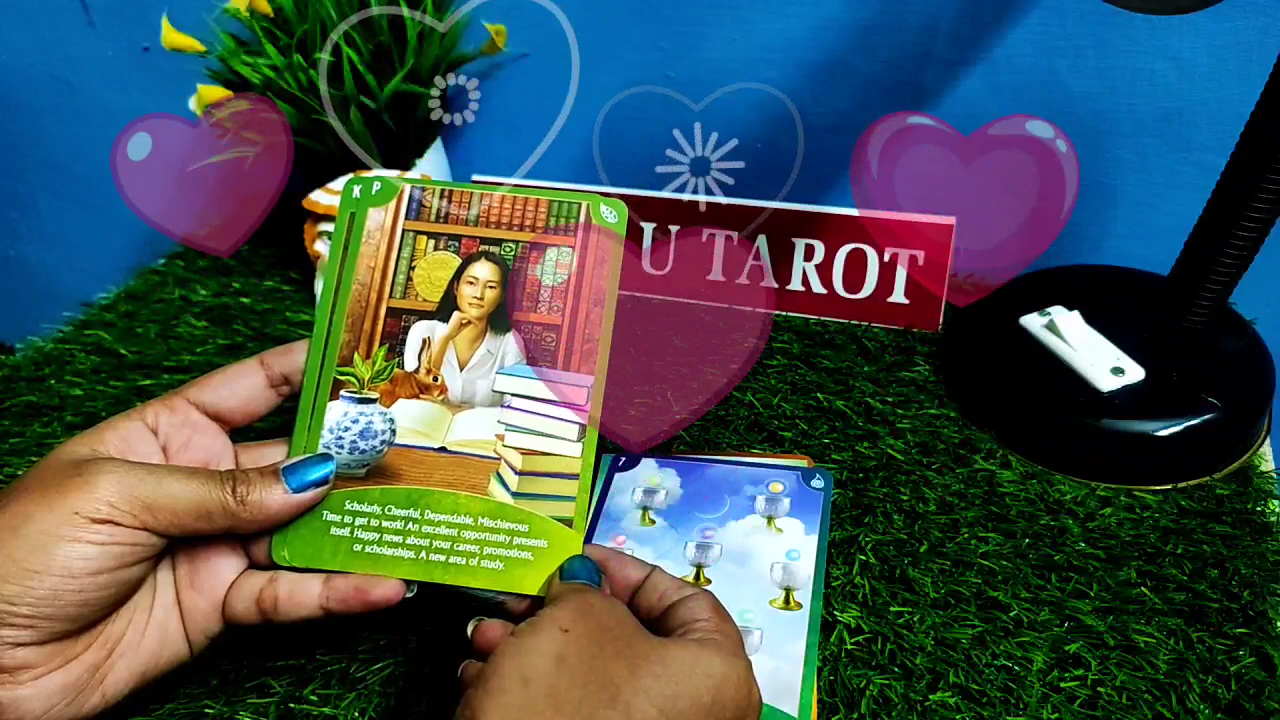 K P
U TAROT
Scholarly, Cheerful, Dependable, Mischievous
Time to get to work! An excellent opportunity presents
itself. Happy news about your career, promotions,
or scholarships. A new area of study.
7